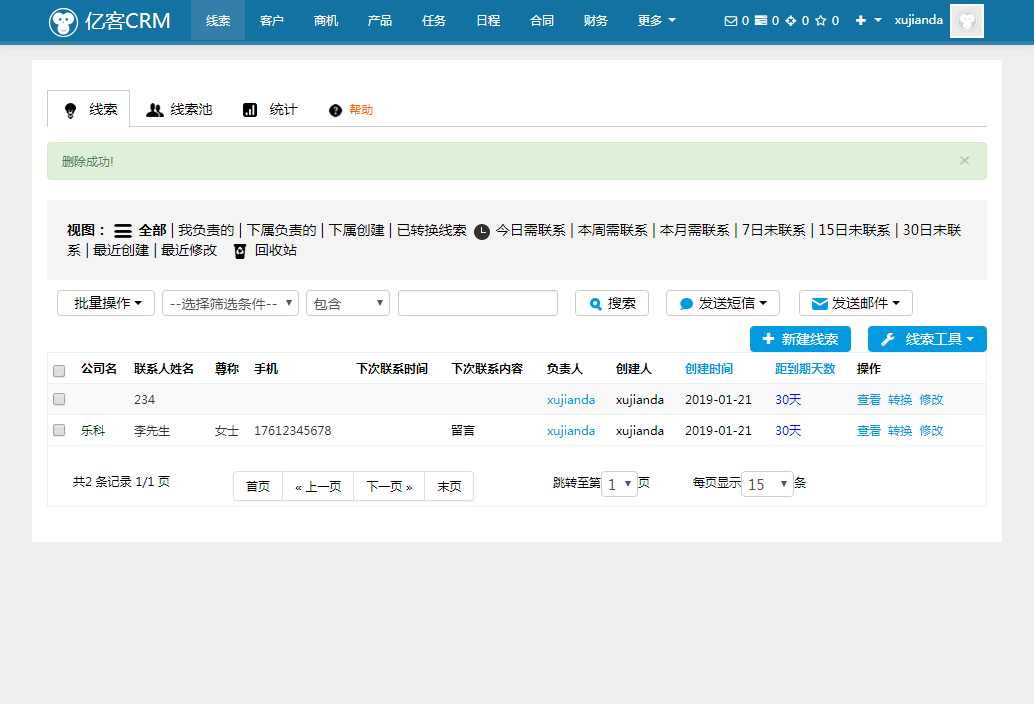 亿客CRM 线索 客户 商机 产品 任务 日程 合同 财务 更多 0 0 0 0 xujianda
线索 线索池 统计 帮助
删除成功! ×
视图： 全部 | 我负责的 | 下属负责的 | 下属创建 | 已转换线索 今日需联系 | 本周需联系 | 本月需联系 | 7日未联系 | 15日未联系 | 30日未联
系 | 最近创建 | 最近修改 回收站
批量操作 --选择筛选条件-- 包含 搜索 发送短信 发送邮件
新建线索 线索工具
公司名 联系人姓名 尊称 手机 下次联系时间 下次联系内容 负责人 创建人 创建时间 距到期天数 操作
234 xujianda xujianda 2019-01-21 30天 查看 转换 修改
乐科 李先生 女士 17612345678 留言 xujianda xujianda 2019-01-21 30天 查看 转换 修改
共2 条记录 1/1 页 首页 « 上一页 下一页 » 末页 跳转至第 1 页 每页显示 15 条